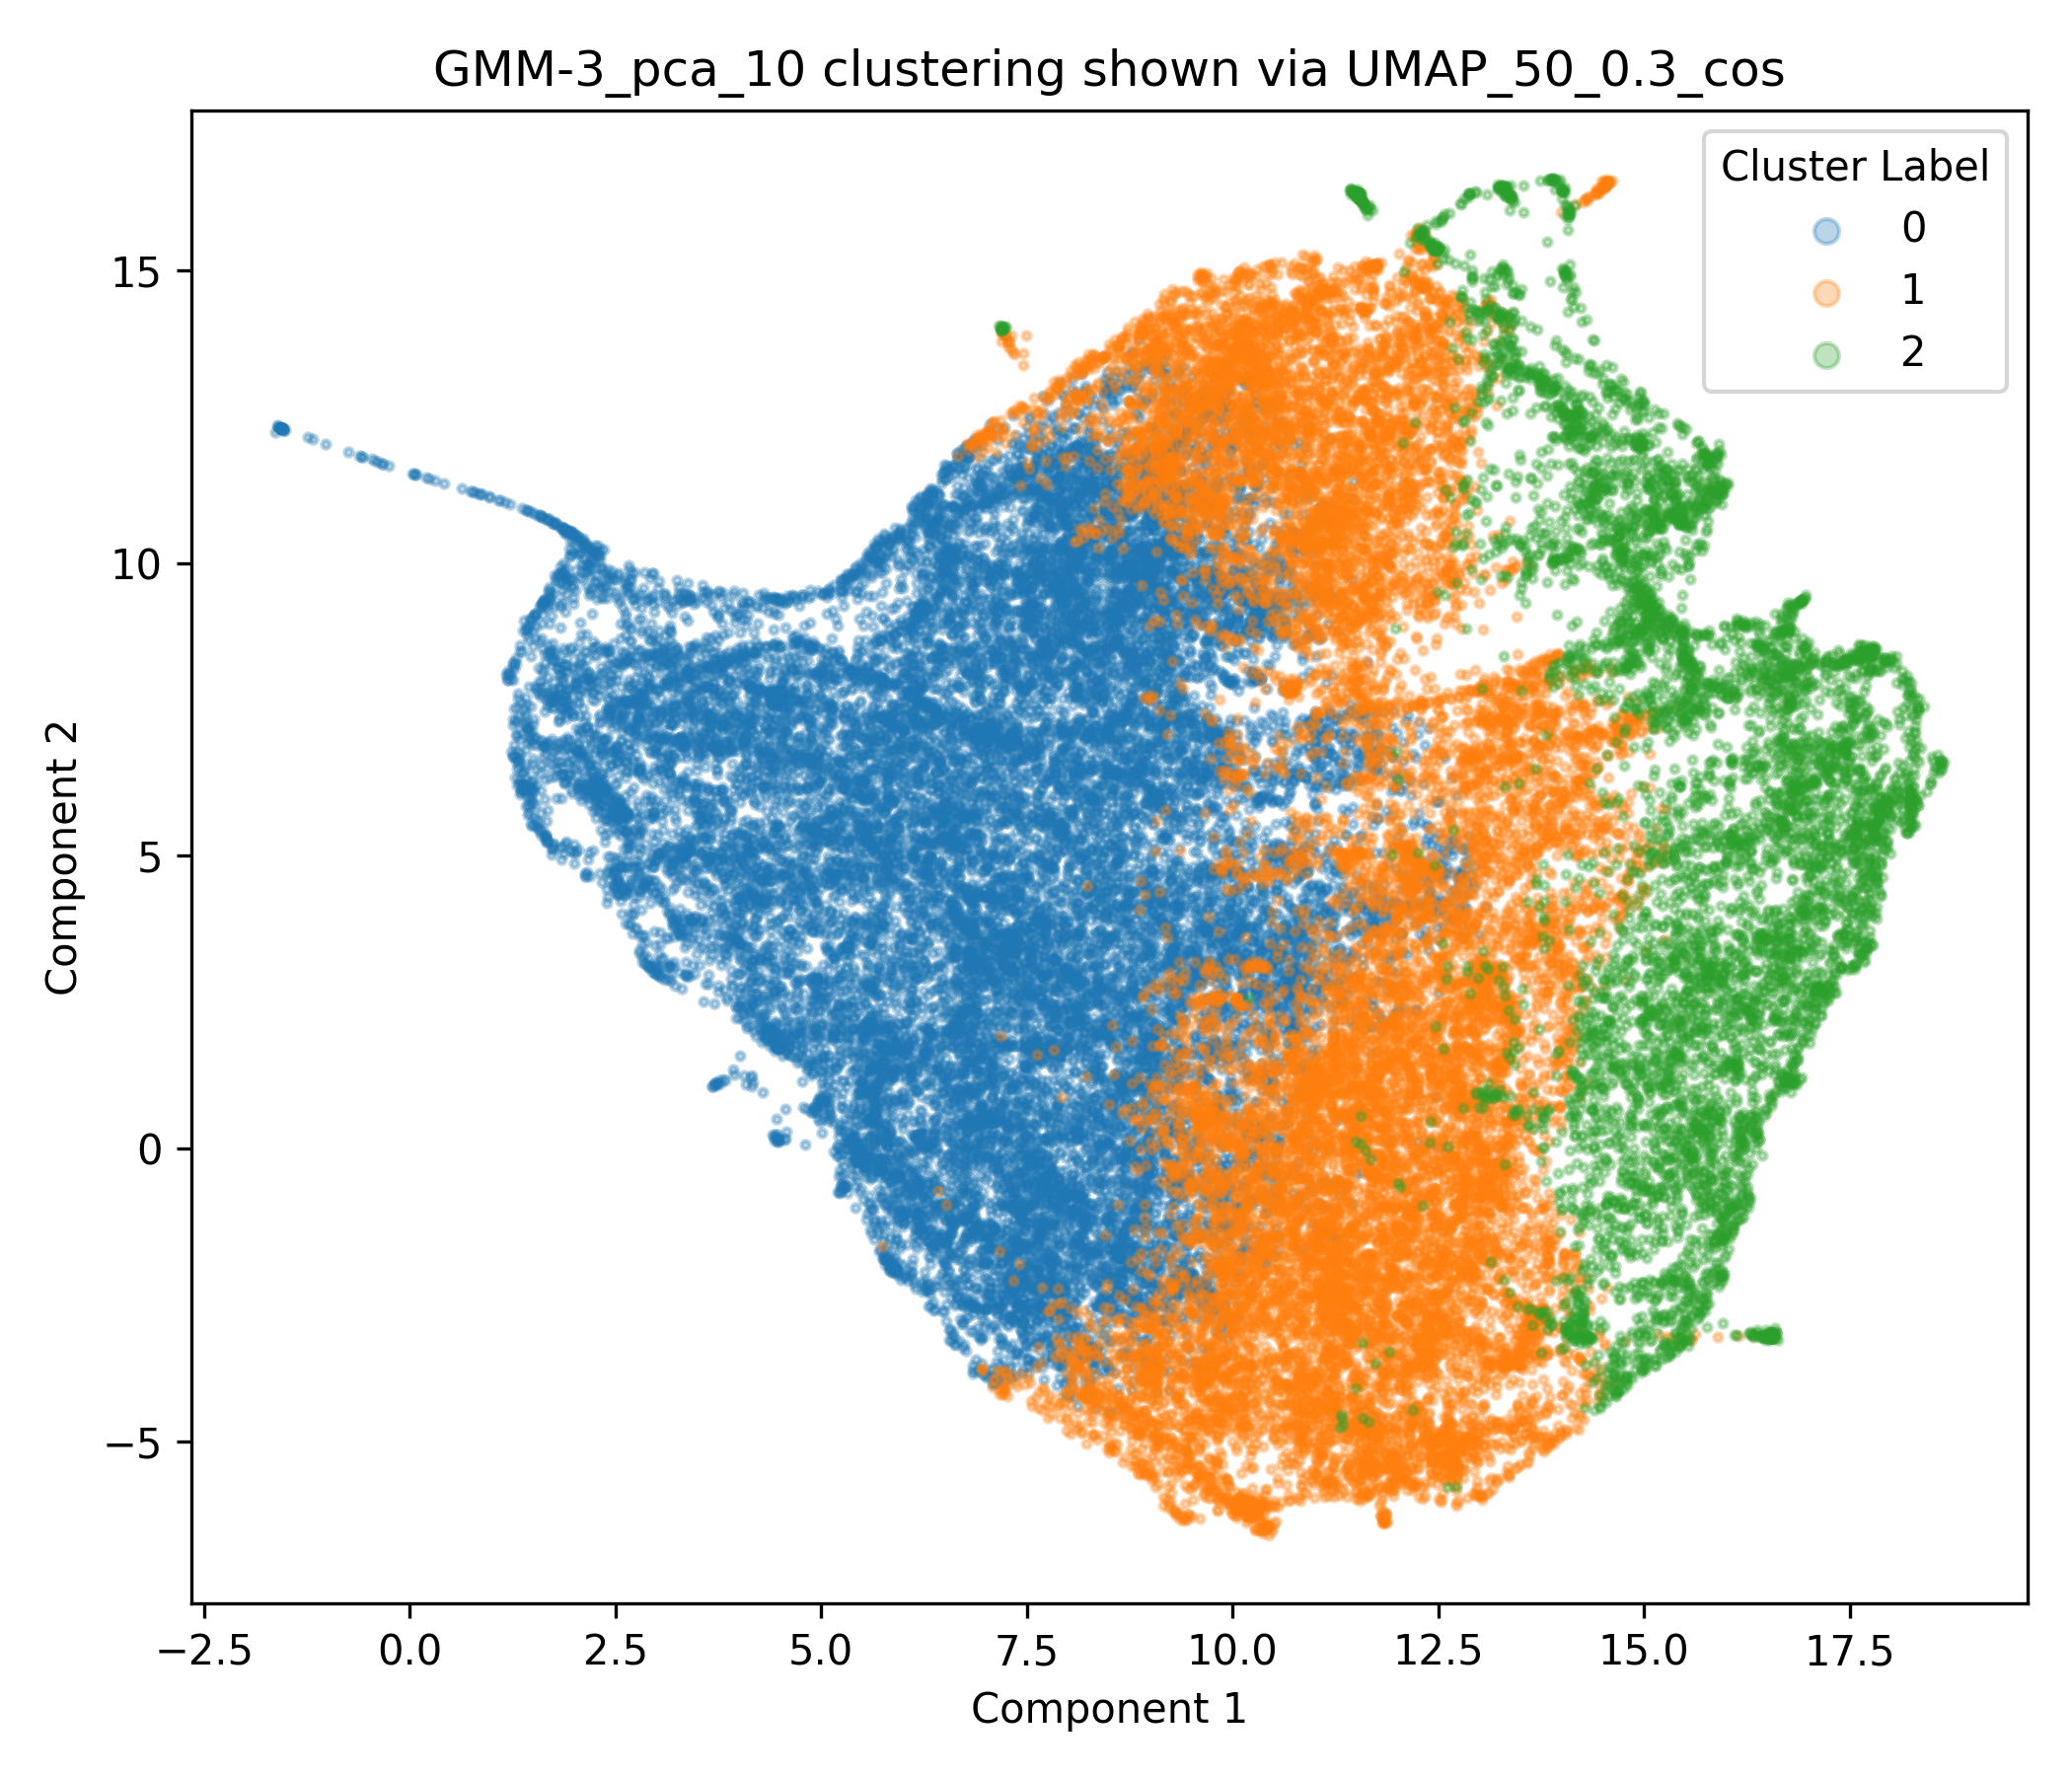 GMM-3_pca_10 clustering shown via UMAP_50_0.3_cos
Cluster Label
0
1
2
Component 2
15
10
5
0
−5
−2.5 0.0 2.5 5.0 7.5 10.0 12.5 15.0 17.5
Component 1